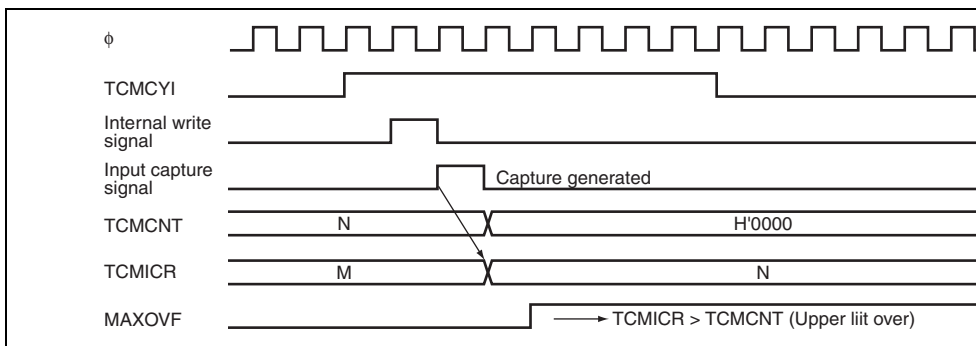 ϕ
TCMCYI
Internal write
signal
Input capture
signal
Capture generated
TCMCNT
N
H'0000
TCMICR
M
N
MAXOVF
TCMICR > TCMCNT (Upper liit over)